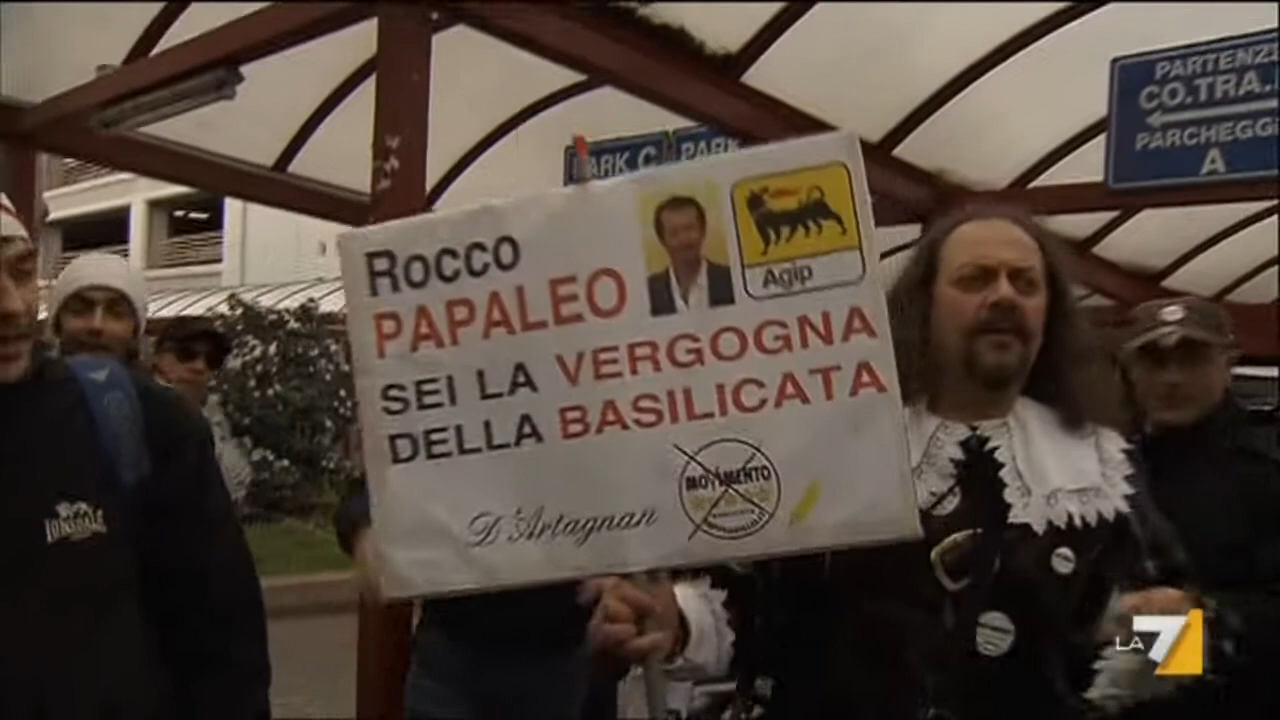 PARTENZE
CO.TRA.
PARCHEGGI
A
PARK C
PARK
ROCCO
PAPALEO
Agip
SEI LA VERGOGNA
DELLA BASILICATA
D'Artagnan
MOVIMENTO
LONSDALE
LA7